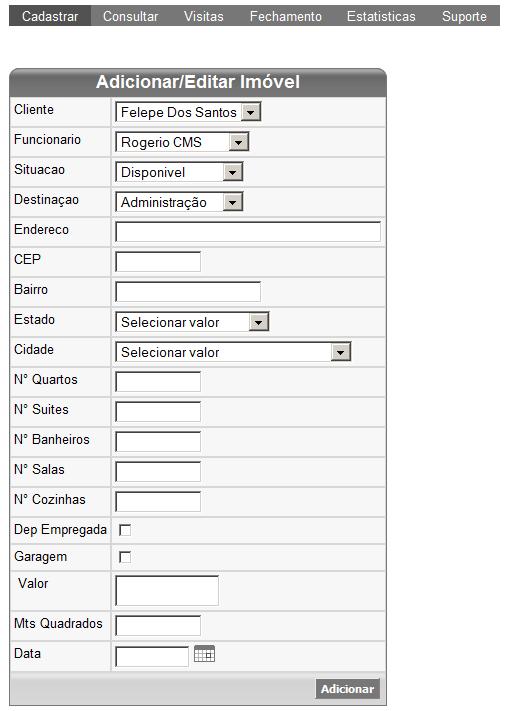 Cadastrar Consultar Visitas Fechamento Estatisticas Suporte
Adicionar/Editar Imóvel
Cliente Felepe Dos Santos
Funcionario Rogerio CMS
Situacao Disponivel
Destinaçao Administração
Endereco
CEP
Bairro
Estado Selecionar valor
Cidade Selecionar valor
N° Quartos
N° Suites
N° Banheiros
N° Salas
N° Cozinhas
Dep Empregada
Garagem
Valor
Mts Quadrados
Data
Adicionar